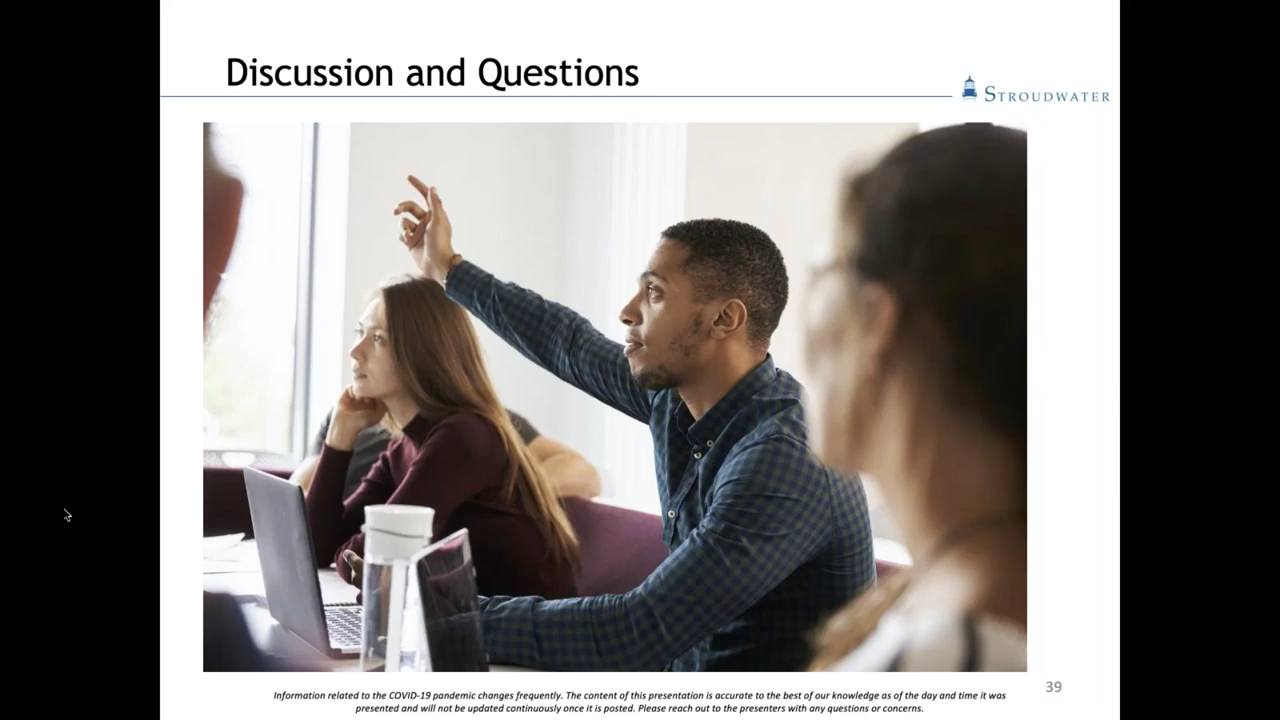 Discussion and Questions
STROUDWATER
39
Information related to the COVID-19 pandemic changes frequently. The content of this presentation is accurate to the best of our knowledge as of the day and time it was
presented and will not be updated continuously once it is posted. Please reach out to the presenters with any questions or concerns.